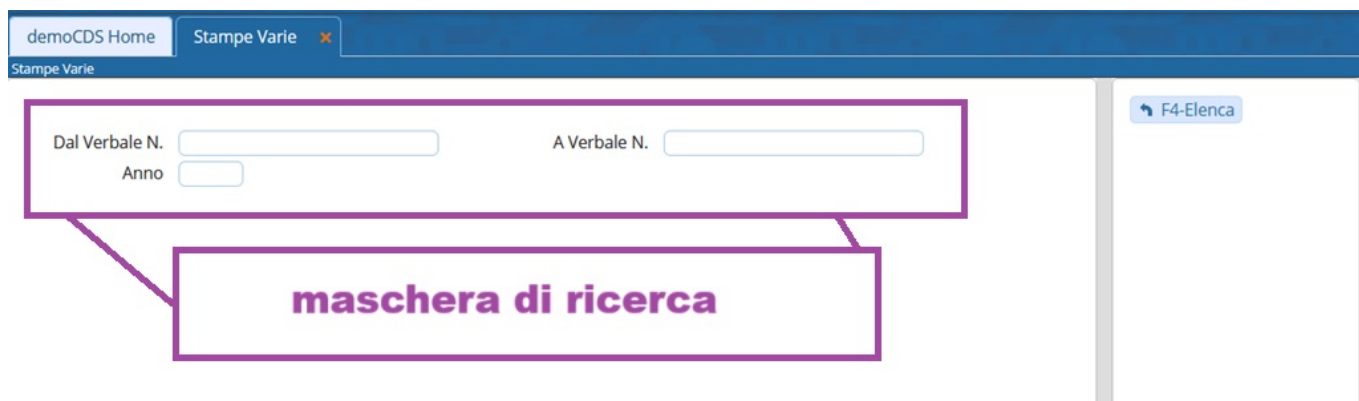 demoCDS Home Stampe Varie ×
Stampe Varie
F4-Elenca
Dal Verbale N. A Verbale N.
Anno
maschera di ricerca